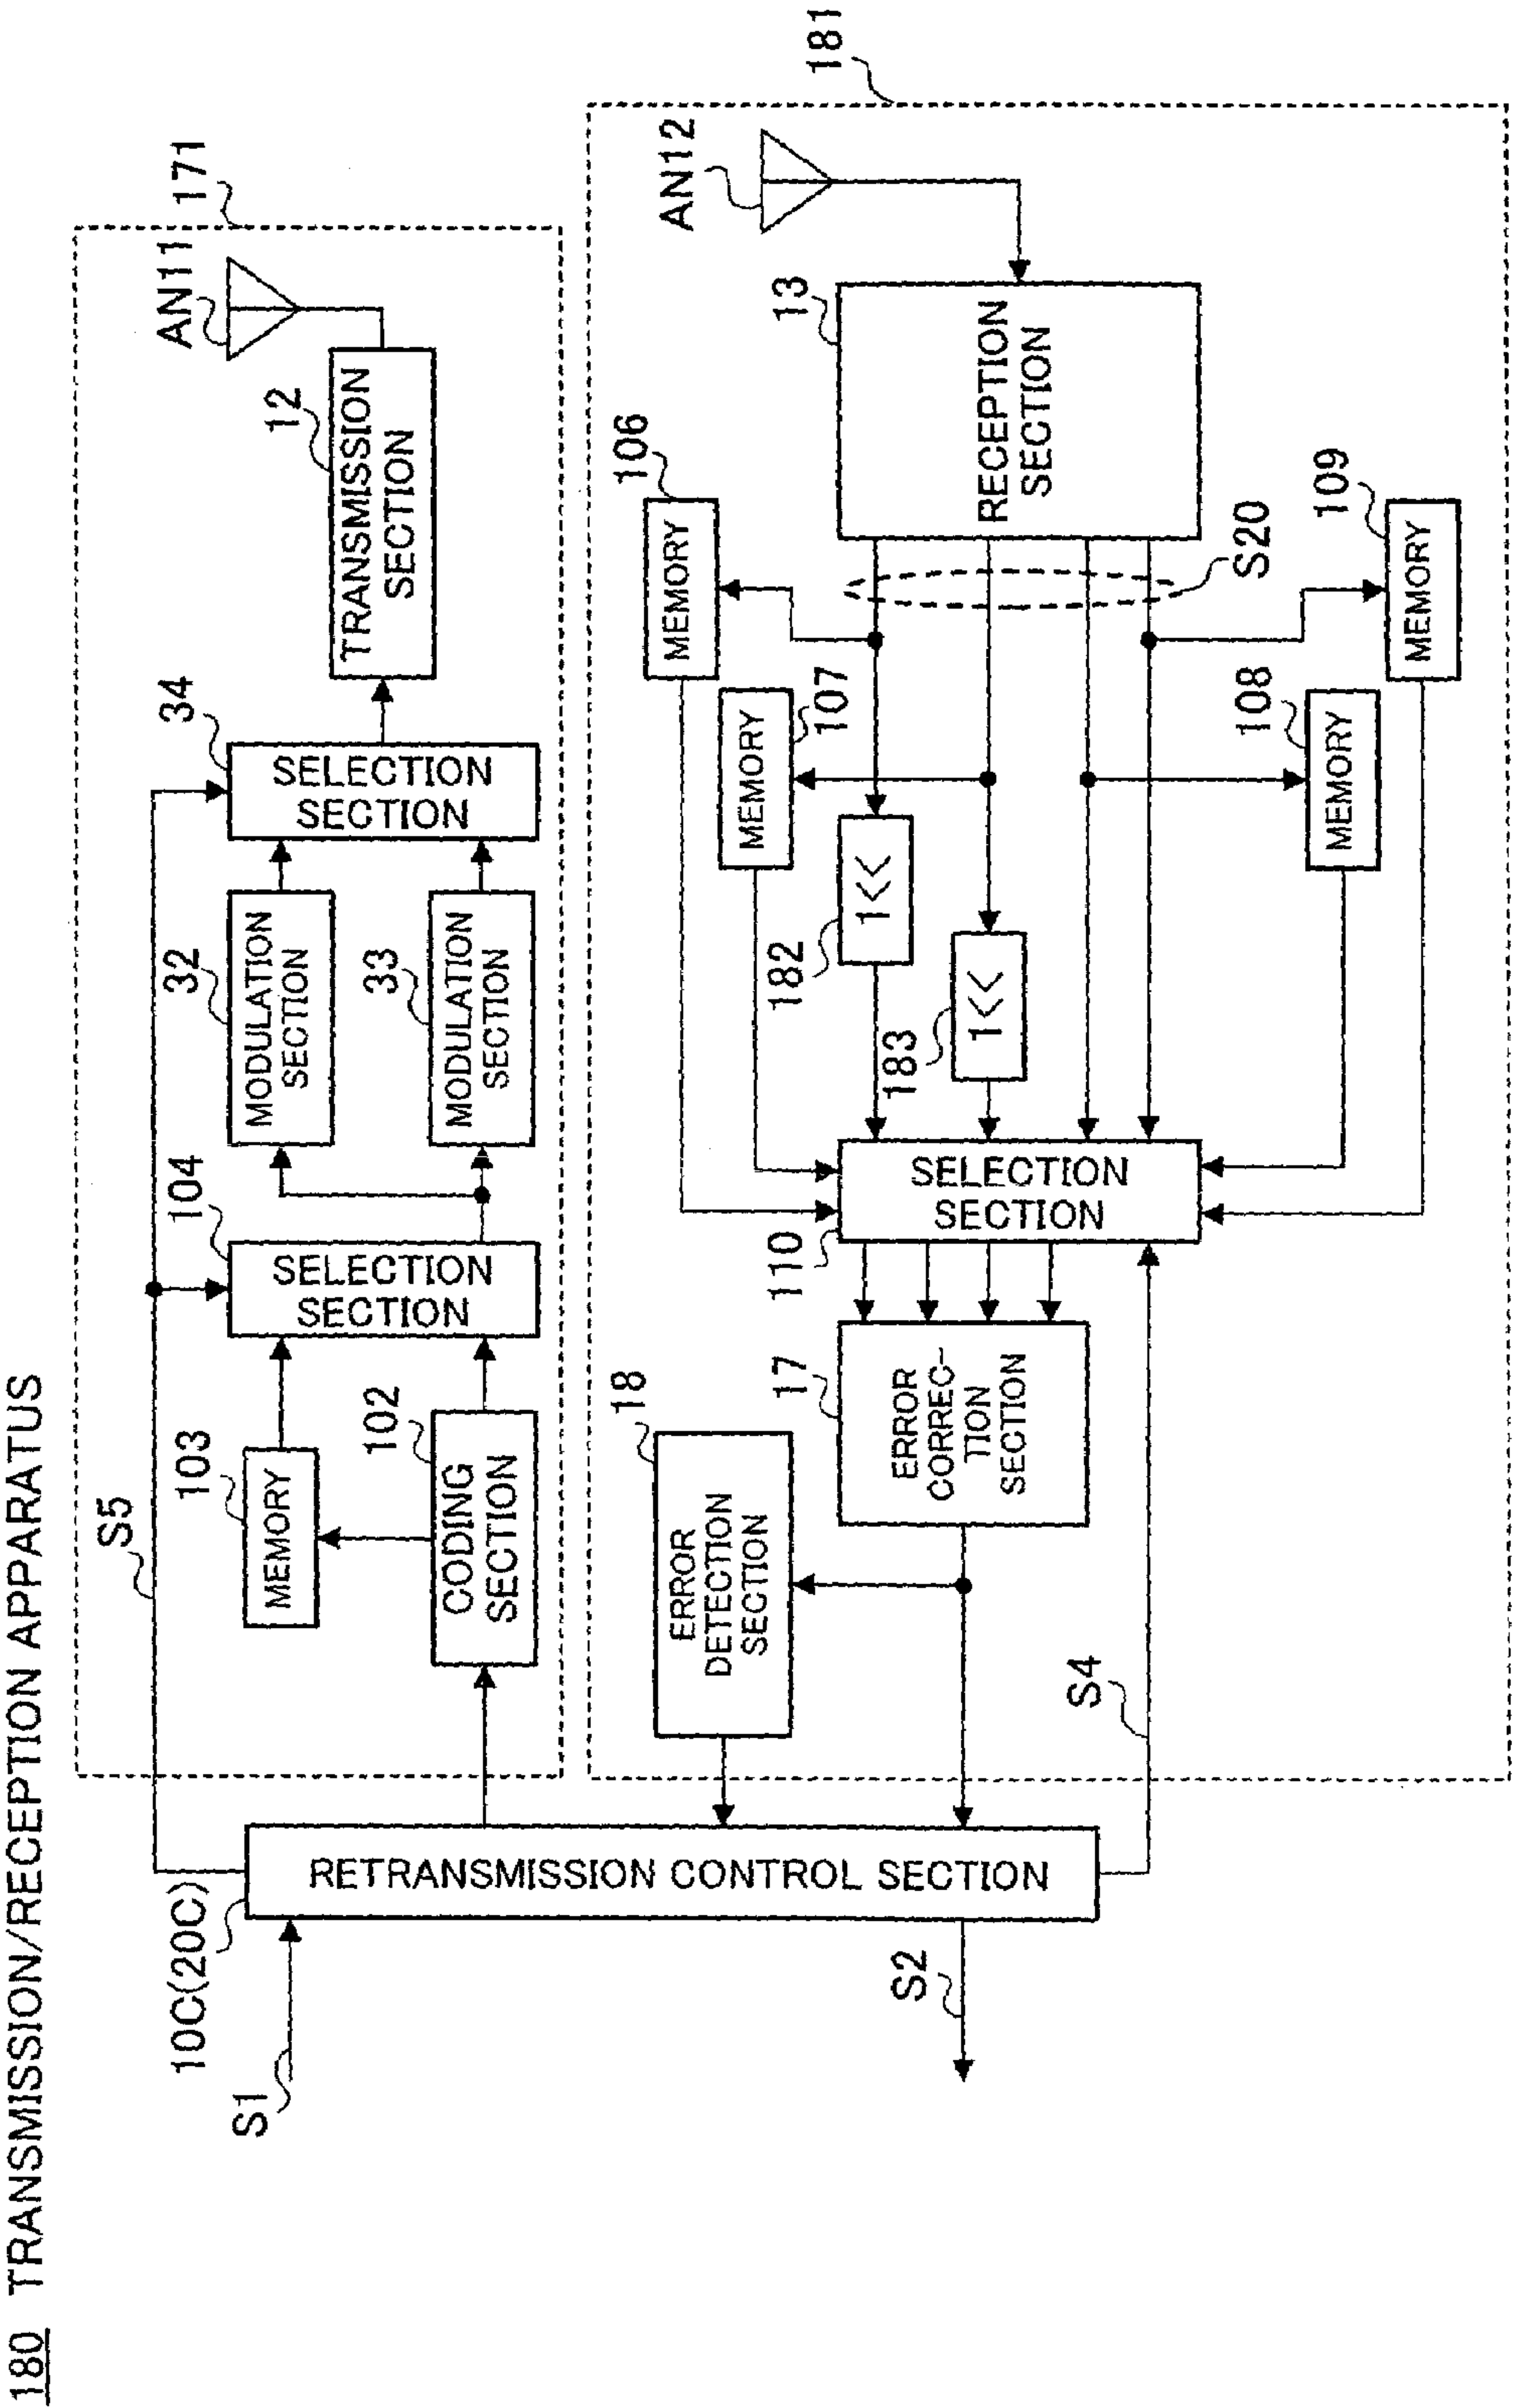 180 TRANSMISSION/RECEPTION APPARATUS
171
AN11
12
TRANSMISSION
SECTION
34
SELECTION
SECTION
32
MODULATION
SECTION
33
MODULATION
SECTION
104
SELECTION
SECTION
103
MEMORY
102
CODING
SECTION
S5
10C(20C)
RETRANSMISSION CONTROL SECTION
S1
S2
S4
181
AN12
13
RECEPTION
SECTION
S20
106
MEMORY
107
MEMORY
108
MEMORY
109
MEMORY
182
1<<
183
1<<
110
SELECTION
SECTION
17
ERROR
CORREC-
TION
SECTION
18
ERROR
DETECTION
SECTION